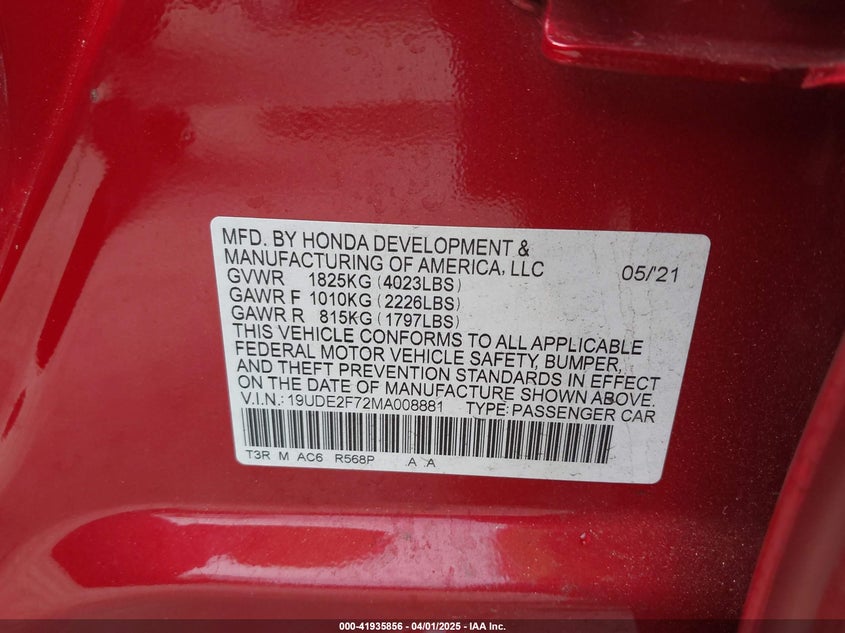 MFD. BY HONDA DEVELOPMENT &
MANUFACTURING OF AMERICA, LLC 05/'21
GVWR 1825KG (4023LBS)
GAWR F 1010KG (2226LBS)
GAWR R 815KG (1797LBS)
THIS VEHICLE CONFORMS TO ALL APPLICABLE
FEDERAL MOTOR VEHICLE SAFETY, BUMPER,
AND THEFT PREVENTION STANDARDS IN EFFECT
ON THE DATE OF MANUFACTURE SHOWN ABOVE.
V.I.N.: 19UDE2F72MA008881 TYPE: PASSENGER CAR
T3R M AC6 R568P A A
000-41935856 - 04/01/2025 - IAA Inc.